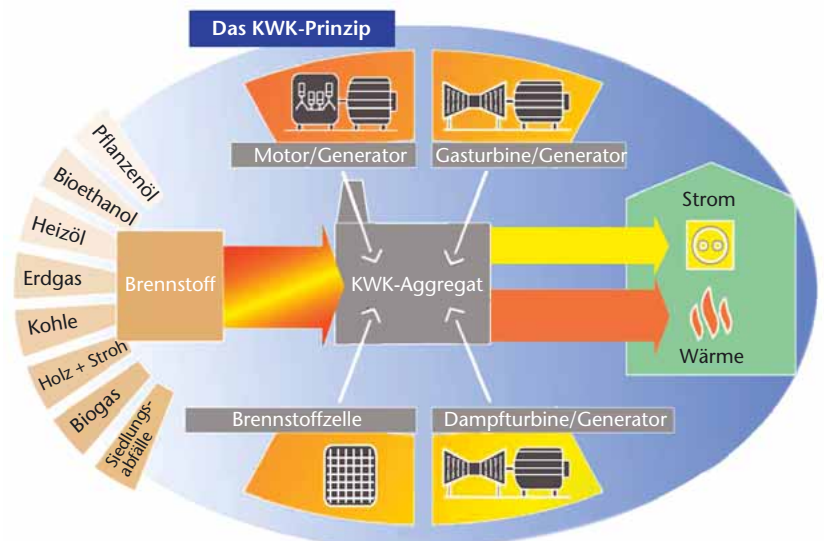 Das KWK-Prinzip
Motor/Generator
Gasturbine/Generator
Pflanzenöl
Bioethanol
Heizöl
Erdgas
Kohle
Holz + Stroh
Biogas
Siedlungs-
abfälle
Brennstoff
KWK-Aggregat
Strom
Wärme
Brennstoffzelle
Dampfturbine/Generator